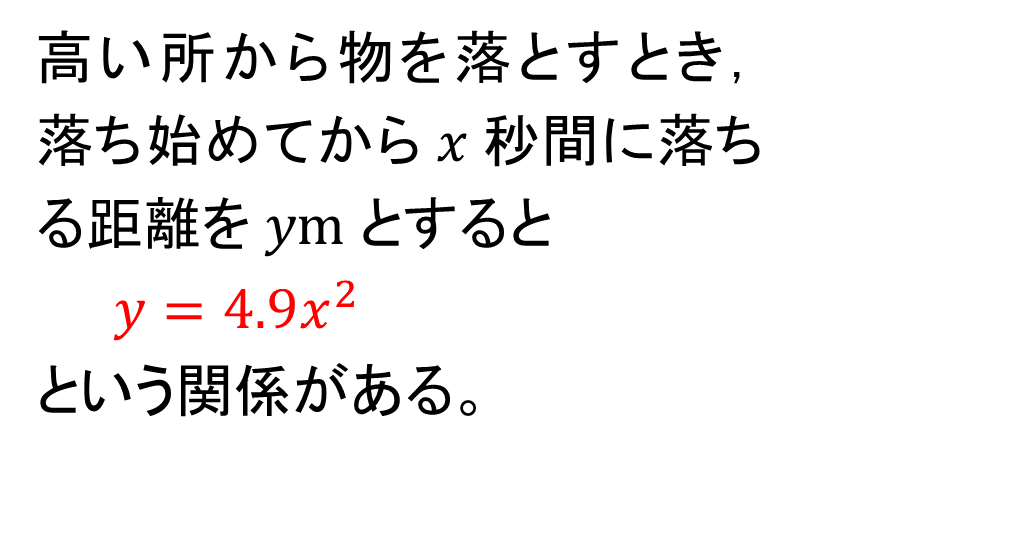 高い所から物を落とすとき,
落ち始めてから x 秒間に落ち
る距離を ym とすると
y = 4.9x²
という関係がある。